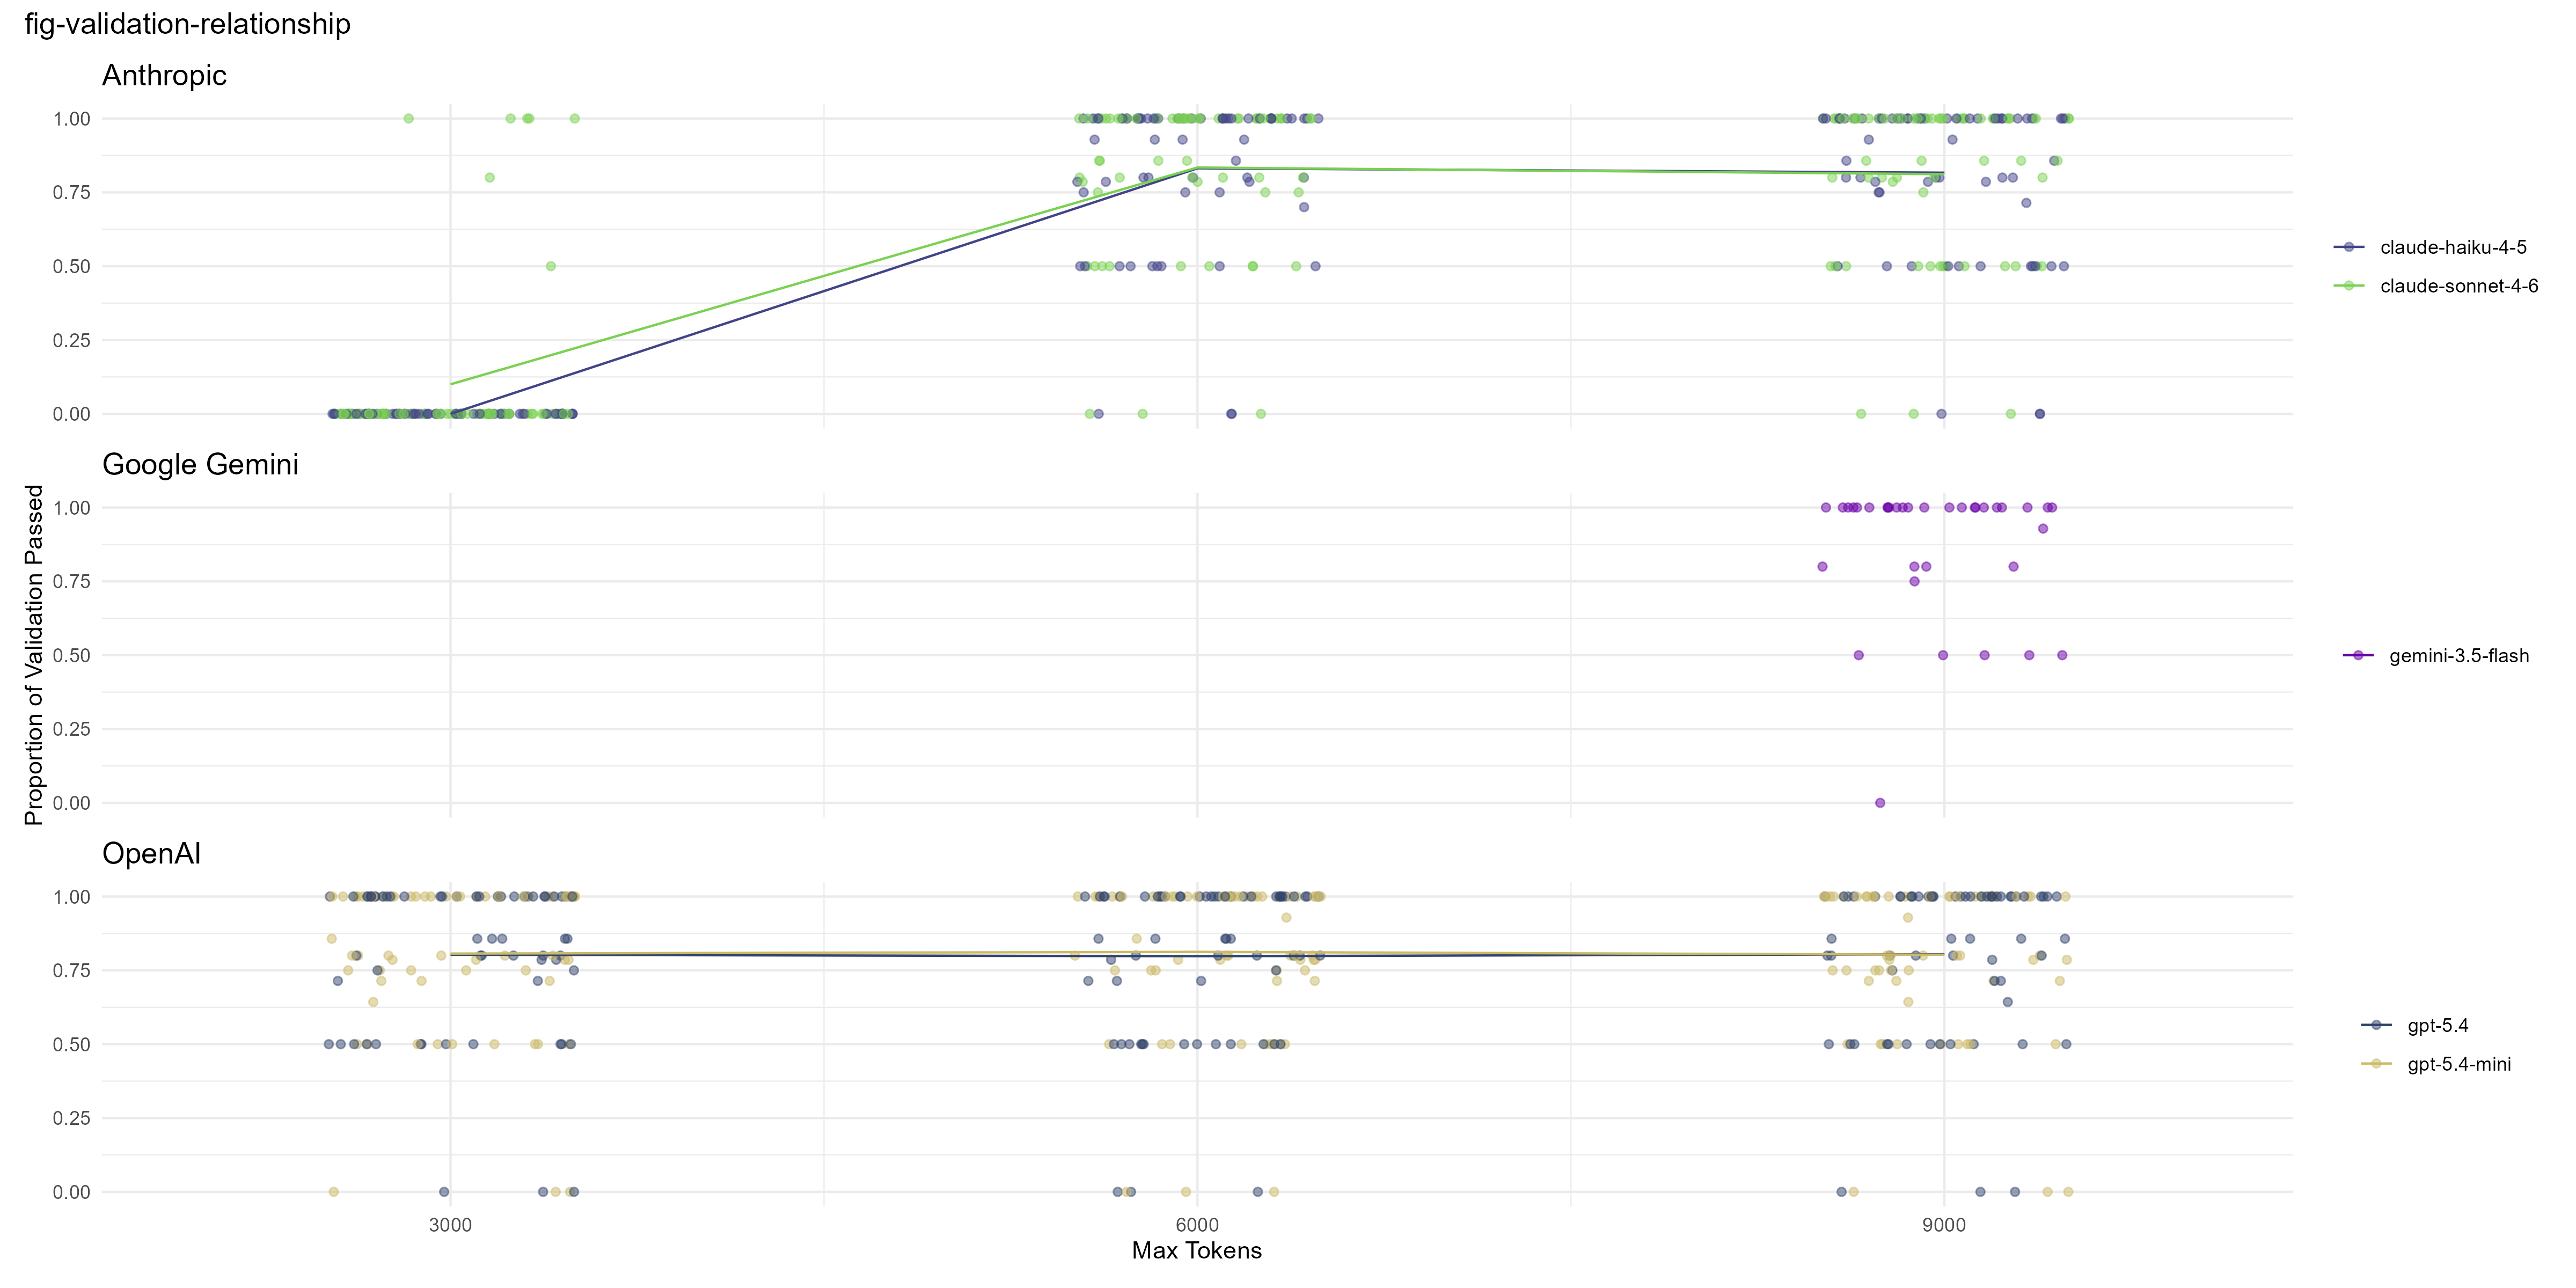 fig-validation-relationship
Anthropic
1.00
0.75
0.50
0.25
0.00
claude-haiku-4-5
claude-sonnet-4-6
Google Gemini
Proportion of Validation Passed
1.00
0.75
0.50
0.25
0.00
gemini-3.5-flash
OpenAI
1.00
0.75
0.50
0.25
0.00
gpt-5.4
gpt-5.4-mini
3000 6000 9000
Max Tokens